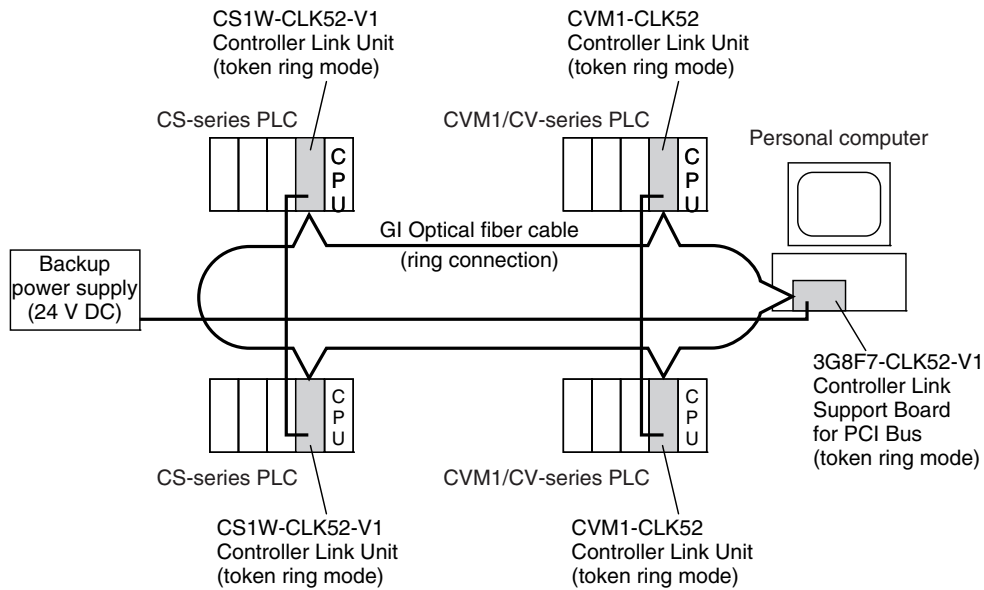 CS1W-CLK52-V1
Controller Link Unit
(token ring mode)
CVM1-CLK52
Controller Link Unit
(token ring mode)
CS-series PLC
CVM1/CV-series PLC
Personal computer
C
P
U
C
P
U
GI Optical fiber cable
(ring connection)
Backup
power supply
(24 V DC)
3G8F7-CLK52-V1
Controller Link
Support Board
for PCI Bus
(token ring mode)
C
P
U
C
P
U
CS-series PLC
CVM1/CV-series PLC
CS1W-CLK52-V1
Controller Link Unit
(token ring mode)
CVM1-CLK52
Controller Link Unit
(token ring mode)